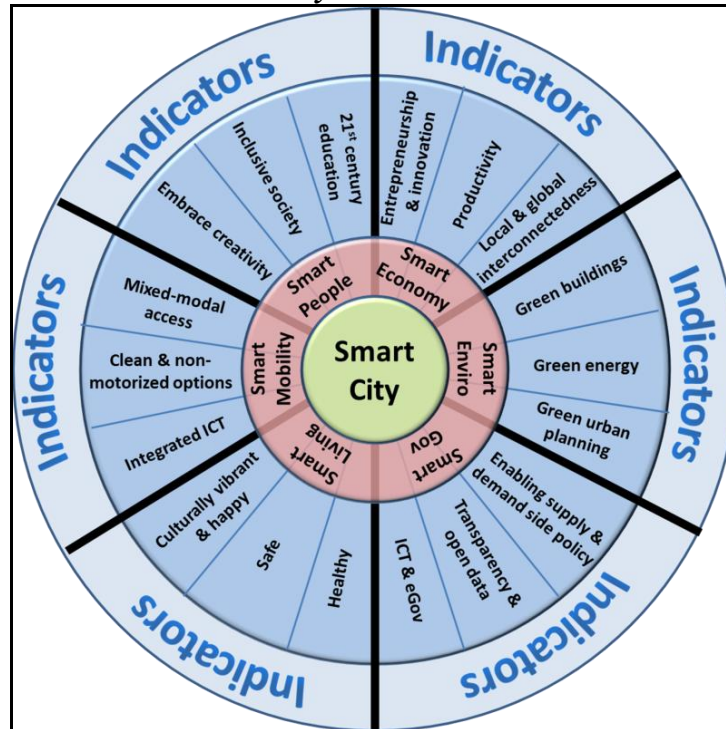 Indicators
Indicators
Indicators
Indicators
Indicators
Indicators
Smart
City
Smart
Economy
Entrepreneurship
& innovation
Productivity
Local & global
interconnectedness
Smart
Enviro
Green buildings
Green energy
Green urban
planning
Smart
Gov
Enabling supply &
demand side policy
Transparency &
open data
ICT & eGov
Smart
Living
Healthy
Safe
Culturally vibrant
& happy
Smart
Mobility
Integrated ICT
Clean & non-
motorized options
Mixed-modal
access
Smart
People
Embrace creativity
Inclusive society
21st century
education